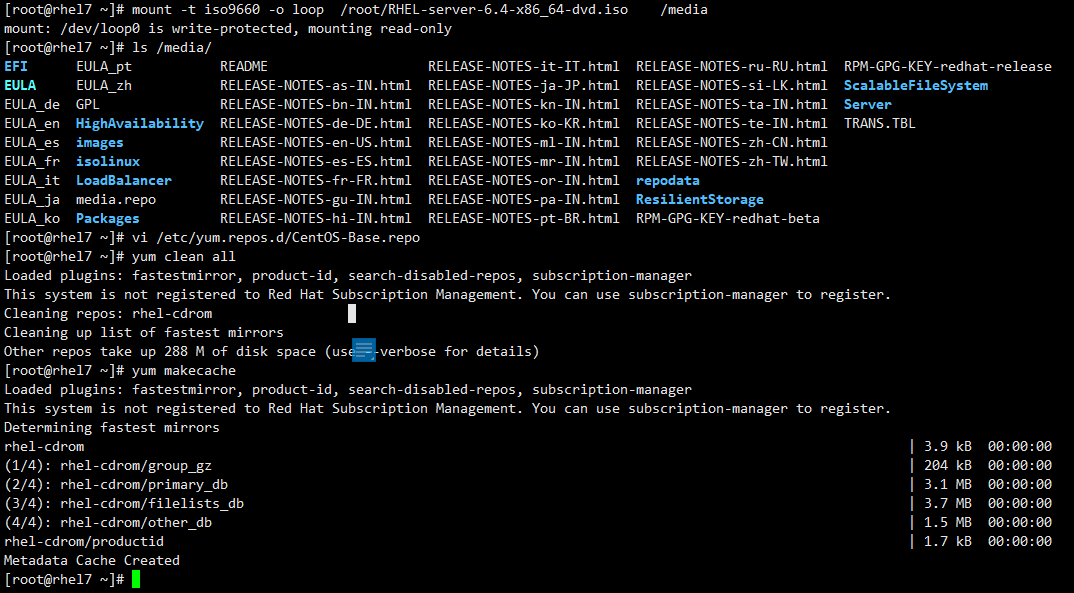 [root@rhel7 ~]# mount -t iso9660 -o loop  /root/RHEL-server-6.4-x86_64-dvd.iso    /media
mount: /dev/loop0 is write-protected, mounting read-only
[root@rhel7 ~]# ls /media/
EFI      EULA_pt           README                    RELEASE-NOTES-it-IT.html  RELEASE-NOTES-ru-RU.html  RPM-GPG-KEY-redhat-release
EULA     EULA_zh           RELEASE-NOTES-as-IN.html  RELEASE-NOTES-ja-JP.html  RELEASE-NOTES-si-LK.html  ScalableFileSystem
EULA_de  GPL               RELEASE-NOTES-bn-IN.html  RELEASE-NOTES-kn-IN.html  RELEASE-NOTES-ta-IN.html  Server
EULA_en  HighAvailability  RELEASE-NOTES-de-DE.html  RELEASE-NOTES-ko-KR.html  RELEASE-NOTES-te-IN.html  TRANS.TBL
EULA_es  images            RELEASE-NOTES-en-US.html  RELEASE-NOTES-ml-IN.html  RELEASE-NOTES-zh-CN.html
EULA_fr  isolinux          RELEASE-NOTES-es-ES.html  RELEASE-NOTES-mr-IN.html  RELEASE-NOTES-zh-TW.html
EULA_it  LoadBalancer      RELEASE-NOTES-fr-FR.html  RELEASE-NOTES-or-IN.html  repodata
EULA_ja  media.repo        RELEASE-NOTES-gu-IN.html  RELEASE-NOTES-pa-IN.html  ResilientStorage
EULA_ko  Packages          RELEASE-NOTES-hi-IN.html  RELEASE-NOTES-pt-BR.html  RPM-GPG-KEY-redhat-beta
[root@rhel7 ~]# vi /etc/yum.repos.d/CentOS-Base.repo
[root@rhel7 ~]# yum clean all
Loaded plugins: fastestmirror, product-id, search-disabled-repos, subscription-manager
This system is not registered to Red Hat Subscription Management. You can use subscription-manager to register.
Cleaning repos: rhel-cdrom
Cleaning up list of fastest mirrors
Other repos take up 288 M of disk space (use -verbose for details)
[root@rhel7 ~]# yum makecache
Loaded plugins: fastestmirror, product-id, search-disabled-repos, subscription-manager
This system is not registered to Red Hat Subscription Management. You can use subscription-manager to register.
Determining fastest mirrors
rhel-cdrom | 3.9 kB  00:00:00
(1/4): rhel-cdrom/group_gz | 204 kB  00:00:00
(2/4): rhel-cdrom/primary_db | 3.1 MB  00:00:00
(3/4): rhel-cdrom/filelists_db | 3.7 MB  00:00:00
(4/4): rhel-cdrom/other_db | 1.5 MB  00:00:00
rhel-cdrom/productid | 1.7 kB  00:00:00
Metadata Cache Created
[root@rhel7 ~]#